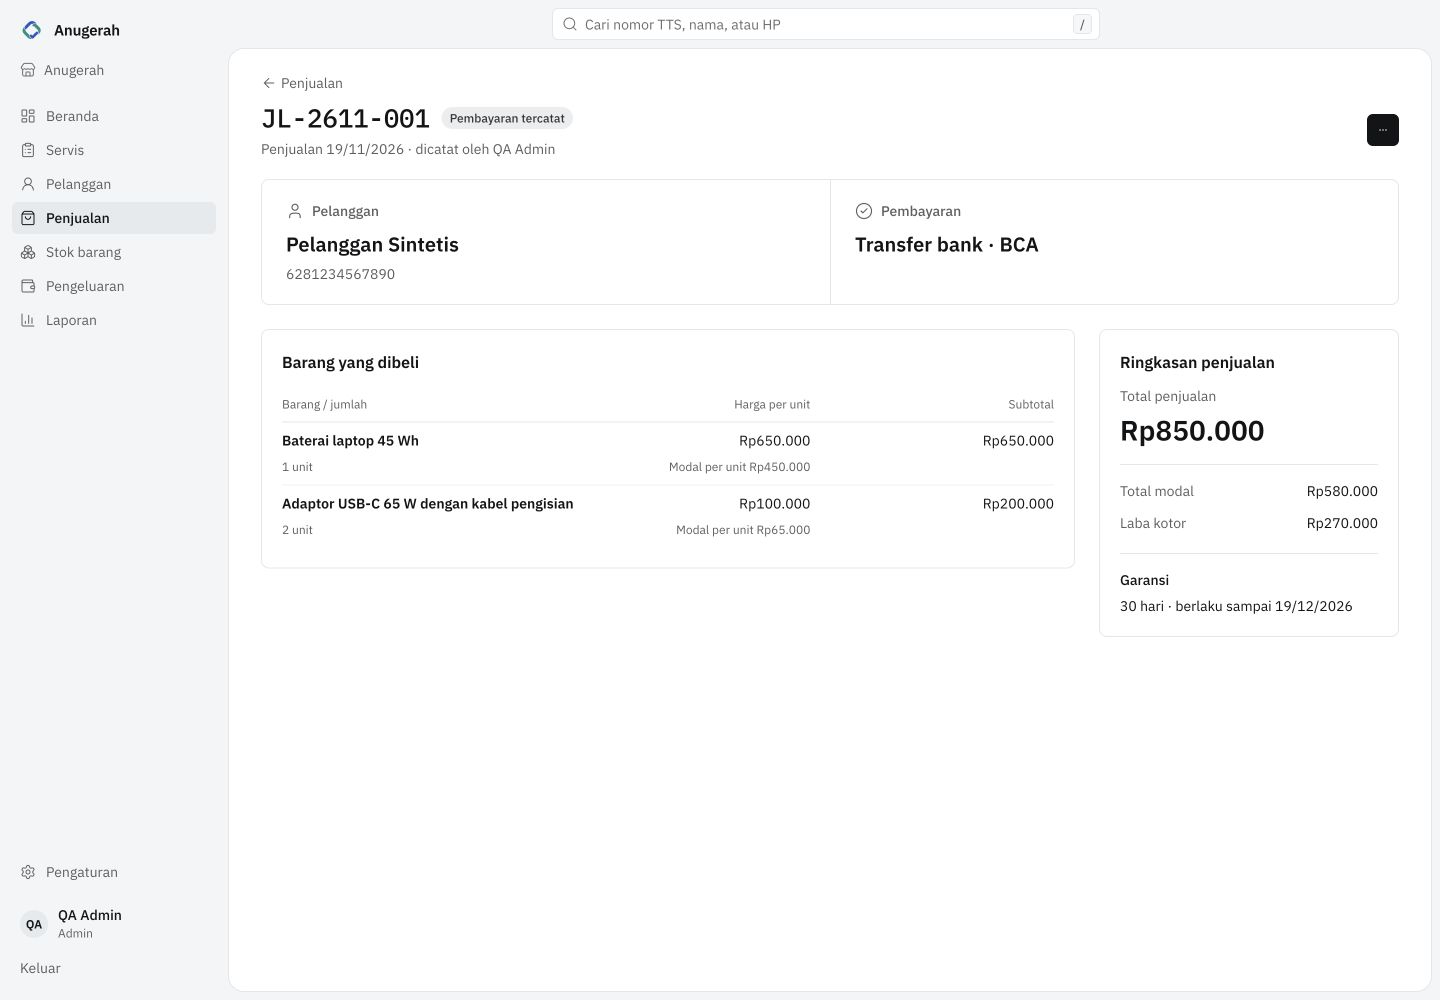 Anugerah
Cari nomor TTS, nama, atau HP /
Anugerah
Beranda
Servis
Pelanggan
Penjualan
Stok barang
Pengeluaran
Laporan
Pengaturan
QA
QA Admin
Admin
Keluar
← Penjualan
JL-2611-001 Pembayaran tercatat
Penjualan 19/11/2026 · dicatat oleh QA Admin
...
Pelanggan
Pelanggan Sintetis
6281234567890
Pembayaran
Transfer bank · BCA
Barang yang dibeli
Barang / jumlah Harga per unit Subtotal
Baterai laptop 45 Wh Rp650.000 Rp650.000
1 unit Modal per unit Rp450.000
Adaptor USB-C 65 W dengan kabel pengisian Rp100.000 Rp200.000
2 unit Modal per unit Rp65.000
Ringkasan penjualan
Total penjualan
Rp850.000
Total modal Rp580.000
Laba kotor Rp270.000
Garansi
30 hari · berlaku sampai 19/12/2026